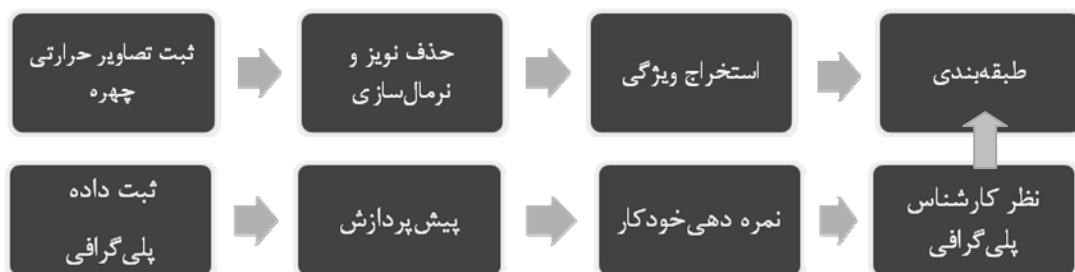 ثبت تصاویر حرارتی
چهره
حذف نویز و
نرمال‌سازی
استخراج ویژگی
طبقه‌بندی
ثبت داده
پلی‌گرافی
پیش‌پردازش
نمره دهی‌خودکار
نظر کارشناس
پلی‌گرافی